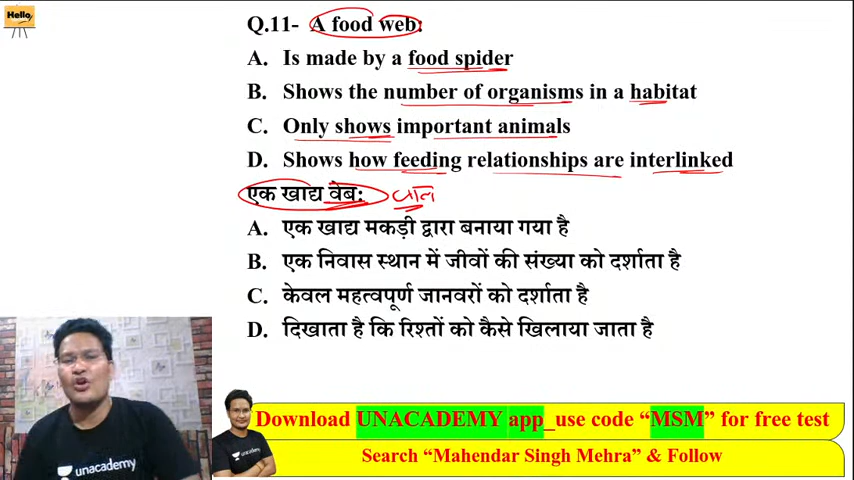 Hello
Q.11- A food web:
A. Is made by a food spider
B. Shows the number of organisms in a habitat
C. Only shows important animals
D. Shows how feeding relationships are interlinked
एक खाद्य वेब: जाल
A. एक खाद्य मकड़ी द्वारा बनाया गया है
B. एक निवास स्थान में जीवों की संख्या को दर्शाता है
C. केवल महत्वपूर्ण जानवरों को दर्शाता है
D. दिखाता है कि रिश्तों को कैसे खिलाया जाता है
unacademy
unacademy
Download UNACADEMY app_use code “MSM” for free test
Search “Mahendar Singh Mehra” & Follow